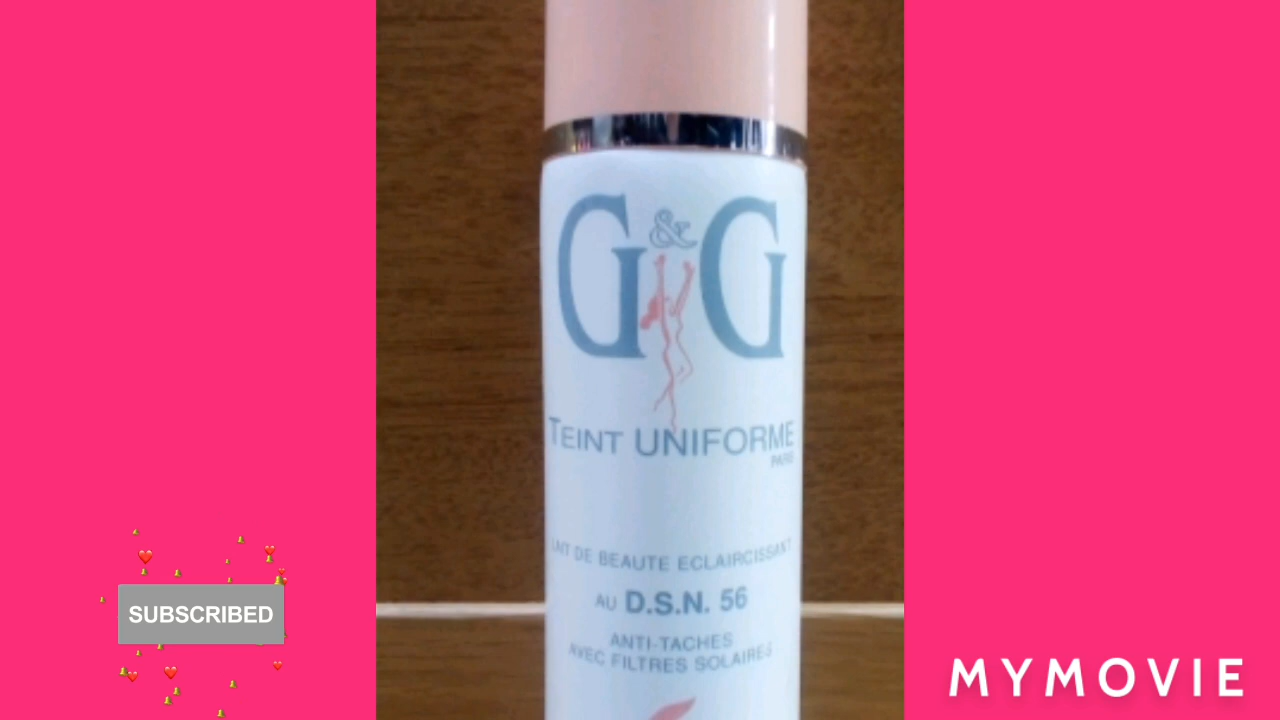 G&G
TEINT UNIFORME
PARIS
LAIT DE BEAUTE ECLAIRCISSANT
AU D.S.N. 56
ANTI-TACHES
AVEC FILTRES SOLAIRES
SUBSCRIBED
MYMOVIE